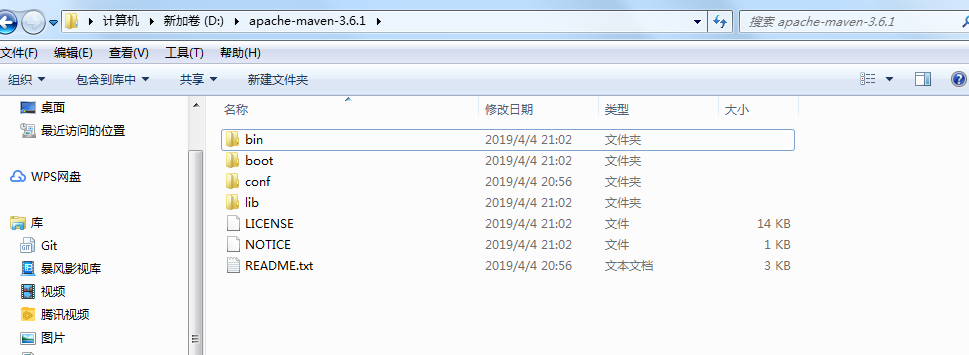 计算机 新加卷 (D:) apache-maven-3.6.1 搜索 apache-maven-3.6.1
文件(F) 编辑(E) 查看(V) 工具(T) 帮助(H)
组织 包含到库中 共享 新建文件夹
桌面
最近访问的位置
WPS网盘
库
Git
暴风影视库
视频
腾讯视频
图片
名称 修改日期 类型 大小
bin 2019/4/4 21:02 文件夹
boot 2019/4/4 21:02 文件夹
conf 2019/4/4 20:56 文件夹
lib 2019/4/4 21:02 文件夹
LICENSE 2019/4/4 21:02 文件 14 KB
NOTICE 2019/4/4 21:02 文件 1 KB
README.txt 2019/4/4 20:56 文本文档 3 KB